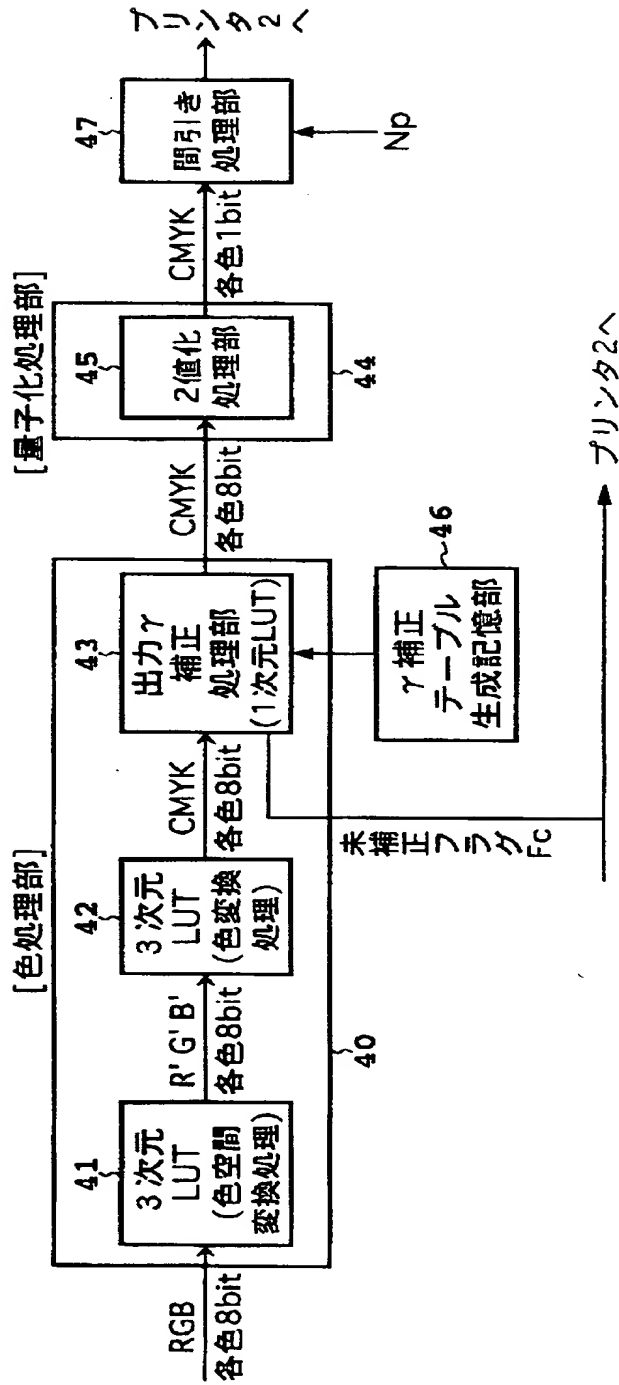 [色処理部]
[量子化処理部]
RGB
各色8bit
41
3次元
LUT
(色空間
変換処理)
R'G'B'
各色8bit
42
3次元
LUT
(色変換
処理)
CMYK
各色8bit
43
出力γ
補正
処理部
(1次元LUT)
40
CMYK
各色8bit
45
2値化
処理部
44
CMYK
各色1bit
47
間引き
処理部
プリン
タ2へ
Np
46
γ補正
テーブル
生成記憶部
未補正フラグ
Fc
プリンタ2へ